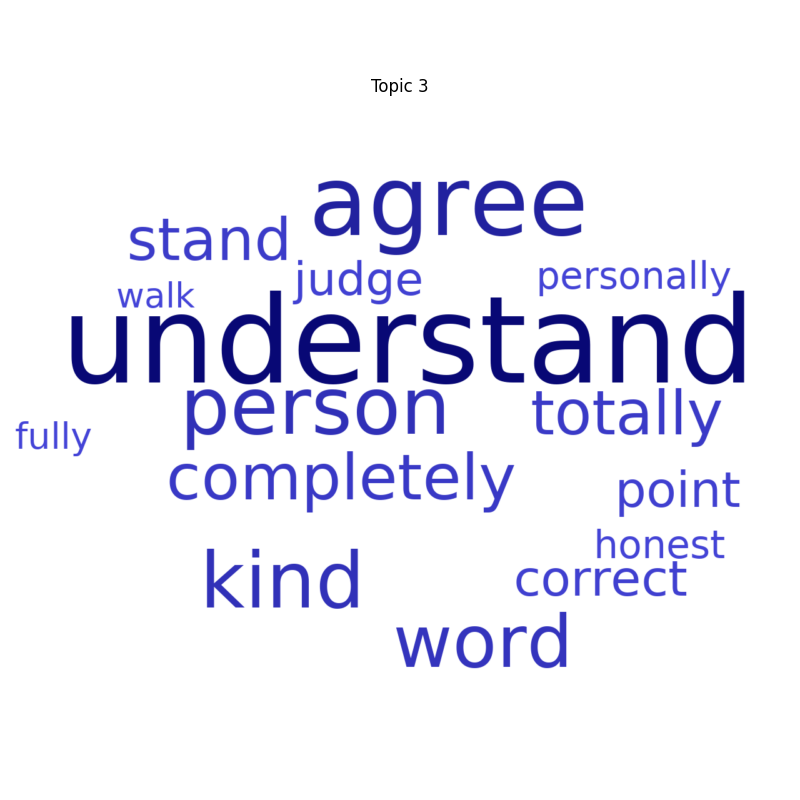 Topic 3
agree
stand
judge
personally
walk
understand
person
totally
fully
completely
point
honest
kind
correct
word